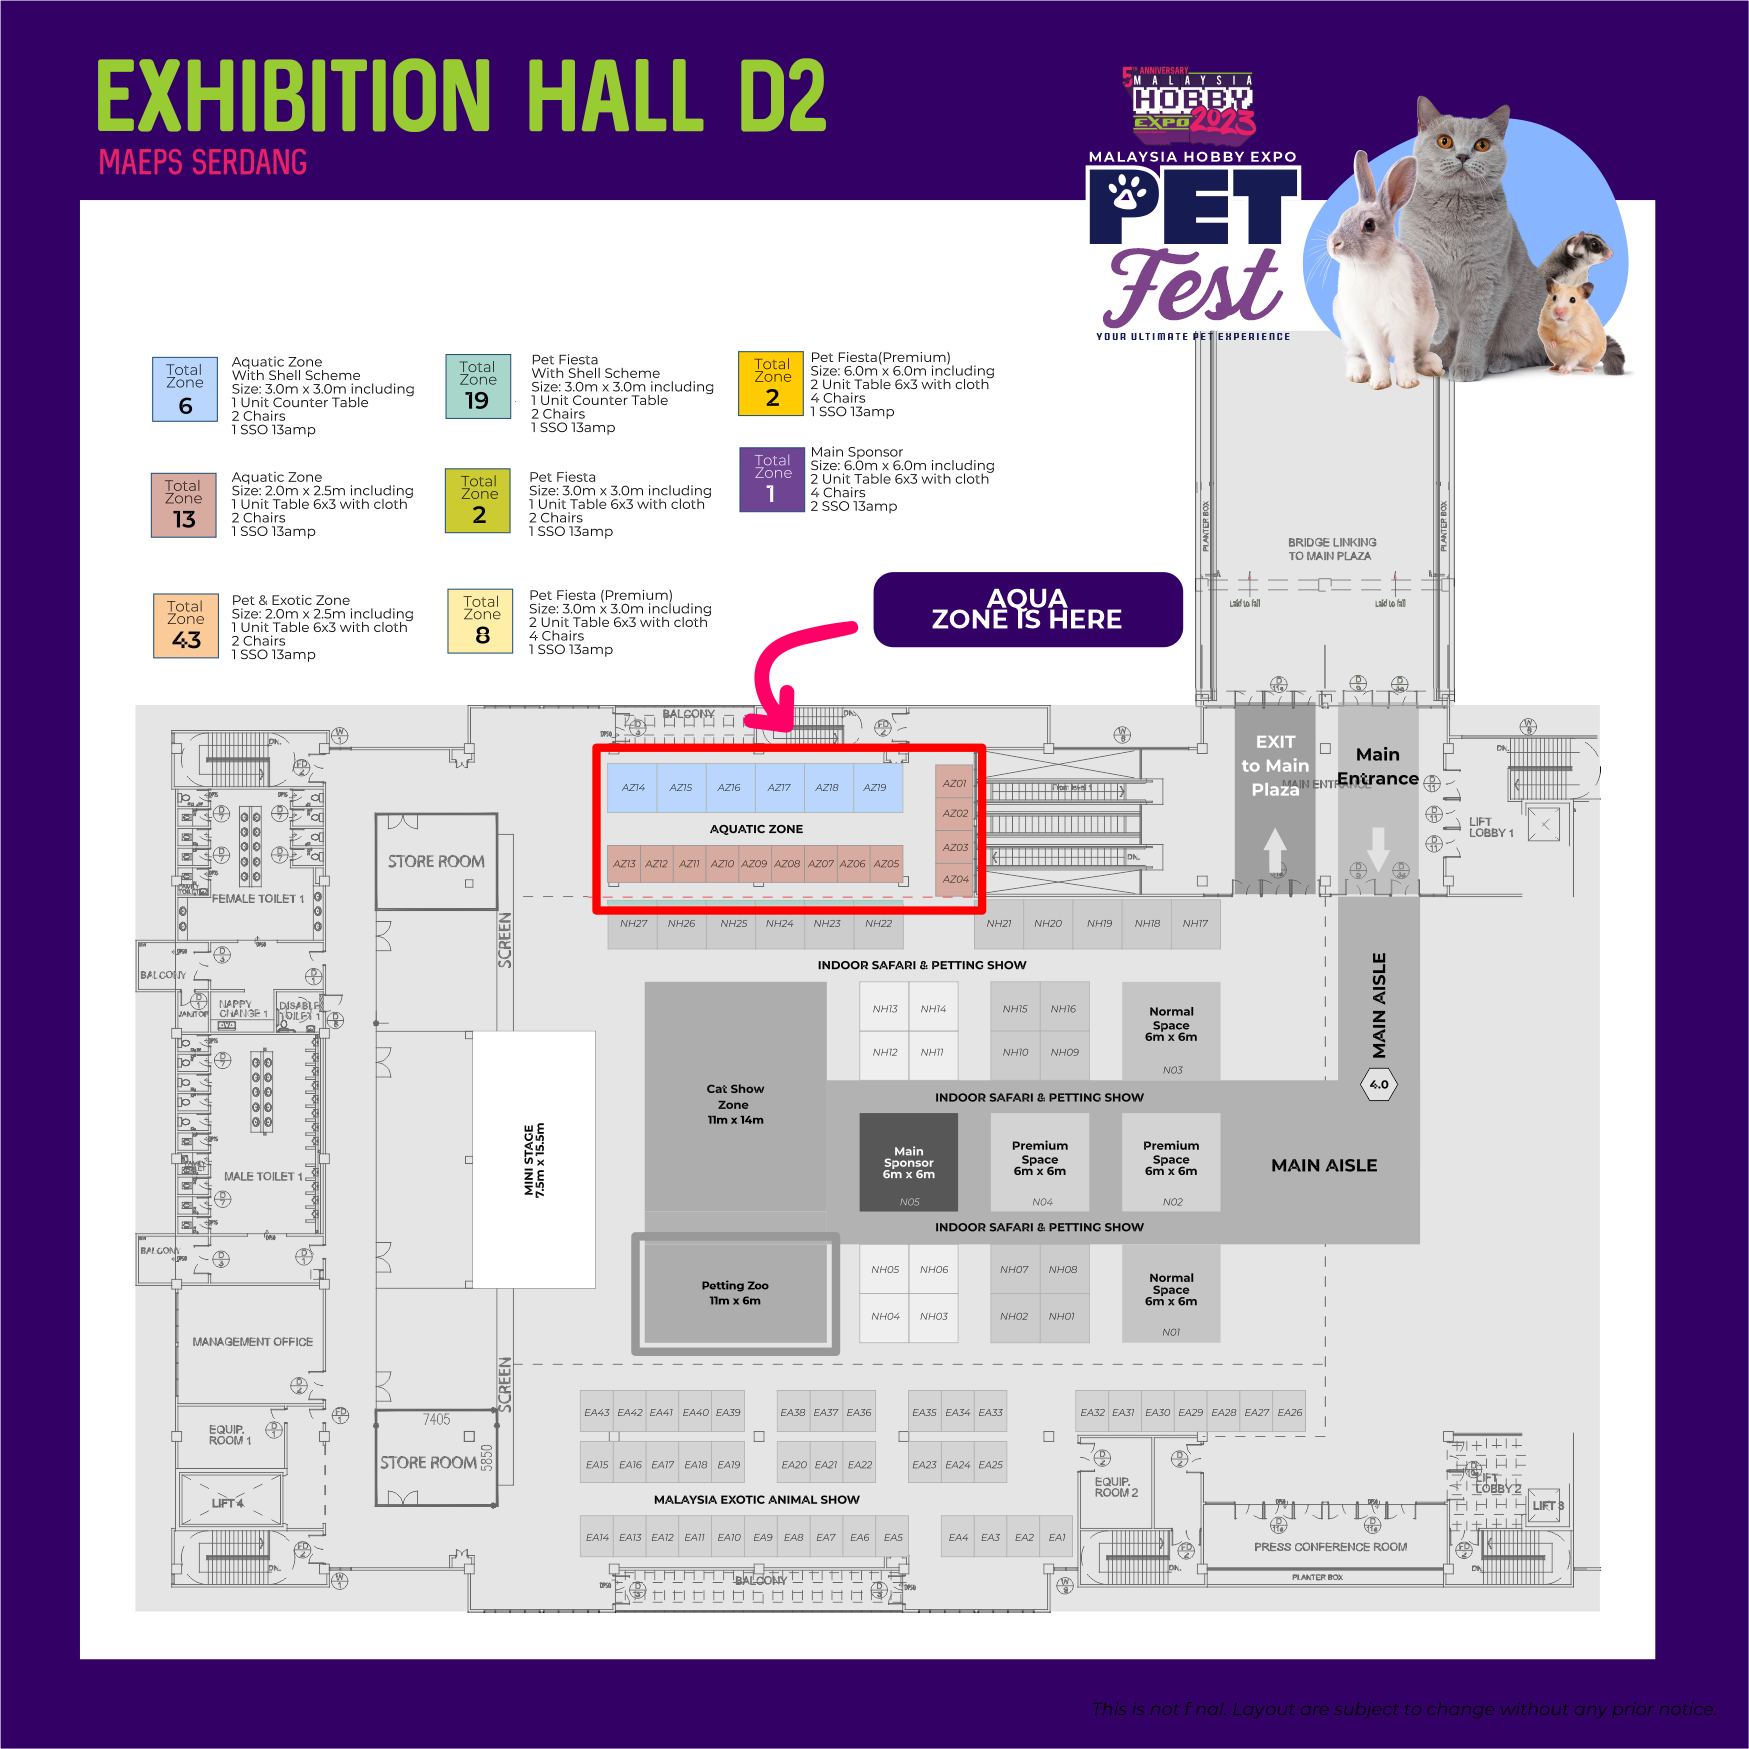 EXHIBITION HALL D2
MAEPS SERDANG
5TH ANNIVERSARY
MALAYSIA
HOBBY
EXPO 2023
MALAYSIA HOBBY EXPO
PET
Fest
YOUR ULTIMATE PET EXPERIENCE
Total
Zone
6
Aquatic Zone
With Shell Scheme
Size: 3.0m x 3.0m including
1 Unit Counter Table
2 Chairs
1 SSO 13amp
Total
Zone
19
Pet Fiesta
With Shell Scheme
Size: 3.0m x 3.0m including
1 Unit Counter Table
2 Chairs
1 SSO 13amp
Total
Zone
2
Pet Fiesta(Premium)
Size: 6.0m x 6.0m including
2 Unit Table 6x3 with cloth
4 Chairs
1 SSO 13amp
Total
Zone
13
Aquatic Zone
Size: 2.0m x 2.5m including
1 Unit Table 6x3 with cloth
2 Chairs
1 SSO 13amp
Total
Zone
2
Pet Fiesta
Size: 3.0m x 3.0m including
1 Unit Table 6x3 with cloth
2 Chairs
1 SSO 13amp
Total
Zone
1
Main Sponsor
Size: 6.0m x 6.0m including
2 Unit Table 6x3 with cloth
4 Chairs
2 SSO 13amp
Total
Zone
43
Pet & Exotic Zone
Size: 2.0m x 2.5m including
1 Unit Table 6x3 with cloth
2 Chairs
1 SSO 13amp
Total
Zone
8
Pet Fiesta (Premium)
Size: 3.0m x 3.0m including
2 Unit Table 6x3 with cloth
4 Chairs
1 SSO 13amp
AQUA
ZONE IS HERE
PLANTER BOX
PLANTER BOX
BRIDGE LINKING
TO MAIN PLAZA
Laid to fall
Laid to fall
BALCONY
EXIT
to Main
Plaza
Main
Entrance
MAIN ENTRANCE
LIFT
LOBBY 1
AZ14 AZ15 AZ16 AZ17 AZ18 AZ19
AZ01
AZ02
AZ03
AZ04
AQUATIC ZONE
AZ13 AZ12 AZ11 AZ10 AZ09 AZ08 AZ07 AZ06 AZ05
STORE ROOM
FEMALE TOILET 1
SCREEN
NH27 NH26 NH25 NH24 NH23 NH22
NH21 NH20 NH19 NH18 NH17
INDOOR SAFARI & PETTING SHOW
BALCONY
NAPPY
CHANGE 1
DISABLE
TOILET 1
JANITOR
MALE TOILET 1
MINI STAGE
7.5m x 15.5m
Cat Show
Zone
11m x 14m
NH13 NH14
NH12 NH11
NH15 NH16
NH10 NH09
Normal
Space
6m x 6m
N03
MAIN AISLE
4.0
INDOOR SAFARI & PETTING SHOW
Main
Sponsor
6m x 6m
N05
Premium
Space
6m x 6m
N04
Premium
Space
6m x 6m
N02
MAIN AISLE
INDOOR SAFARI & PETTING SHOW
BALCONY
Petting Zoo
11m x 6m
NH05 NH06
NH04 NH03
NH07 NH08
NH02 NH01
Normal
Space
6m x 6m
N01
MANAGEMENT OFFICE
SCREEN
EQUIP.
ROOM 1
7405
5850
STORE ROOM
LIFT 4
EA43 EA42 EA41 EA40 EA39
EA38 EA37 EA36
EA35 EA34 EA33
EA32 EA31 EA30 EA29 EA28 EA27 EA26
EA15 EA16 EA17 EA18 EA19
EA20 EA21 EA22
EA23 EA24 EA25
MALAYSIA EXOTIC ANIMAL SHOW
EA14 EA13 EA12 EA11 EA10 EA9 EA8 EA7 EA6 EA5
EA4 EA3 EA2 EA1
EQUIP.
ROOM 2
LIFT
LOBBY 2
LIFT 3
PRESS CONFERENCE ROOM
PLANTER BOX
BALCONY
This is not f nal. Layout are subject to change without any prior notice.